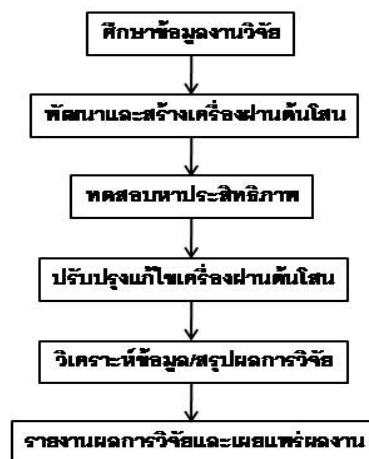 ศึกษาข้อมูลงานวิจัย
พัฒนาและสร้างเครื่องฝานต้นโสน
ทดสอบหาประสิทธิภาพ
ปรับปรุงแก้ไขเครื่องฝานต้นโสน
วิเคราะห์ข้อมูล/สรุปผลการวิจัย
รายงานผลการวิจัยและเผยแพร่ผลงาน